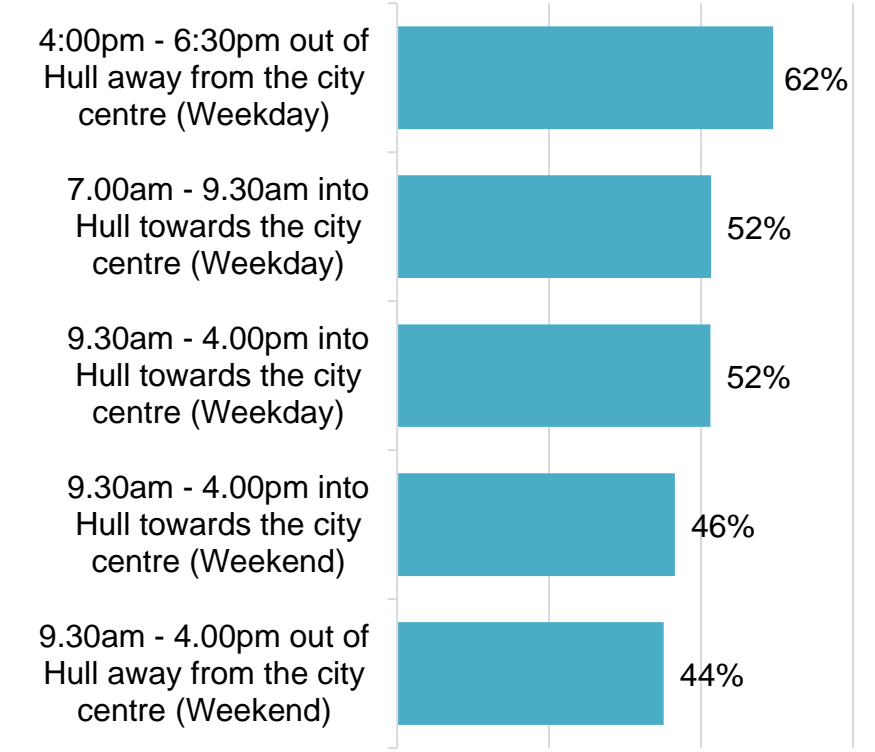 4:00pm - 6:30pm out of
Hull away from the city
centre (Weekday)
62%
7.00am - 9.30am into
Hull towards the city
centre (Weekday)
52%
9.30am - 4.00pm into
Hull towards the city
centre (Weekday)
52%
9.30am - 4.00pm into
Hull towards the city
centre (Weekend)
46%
9.30am - 4.00pm out of
Hull away from the city
centre (Weekend)
44%